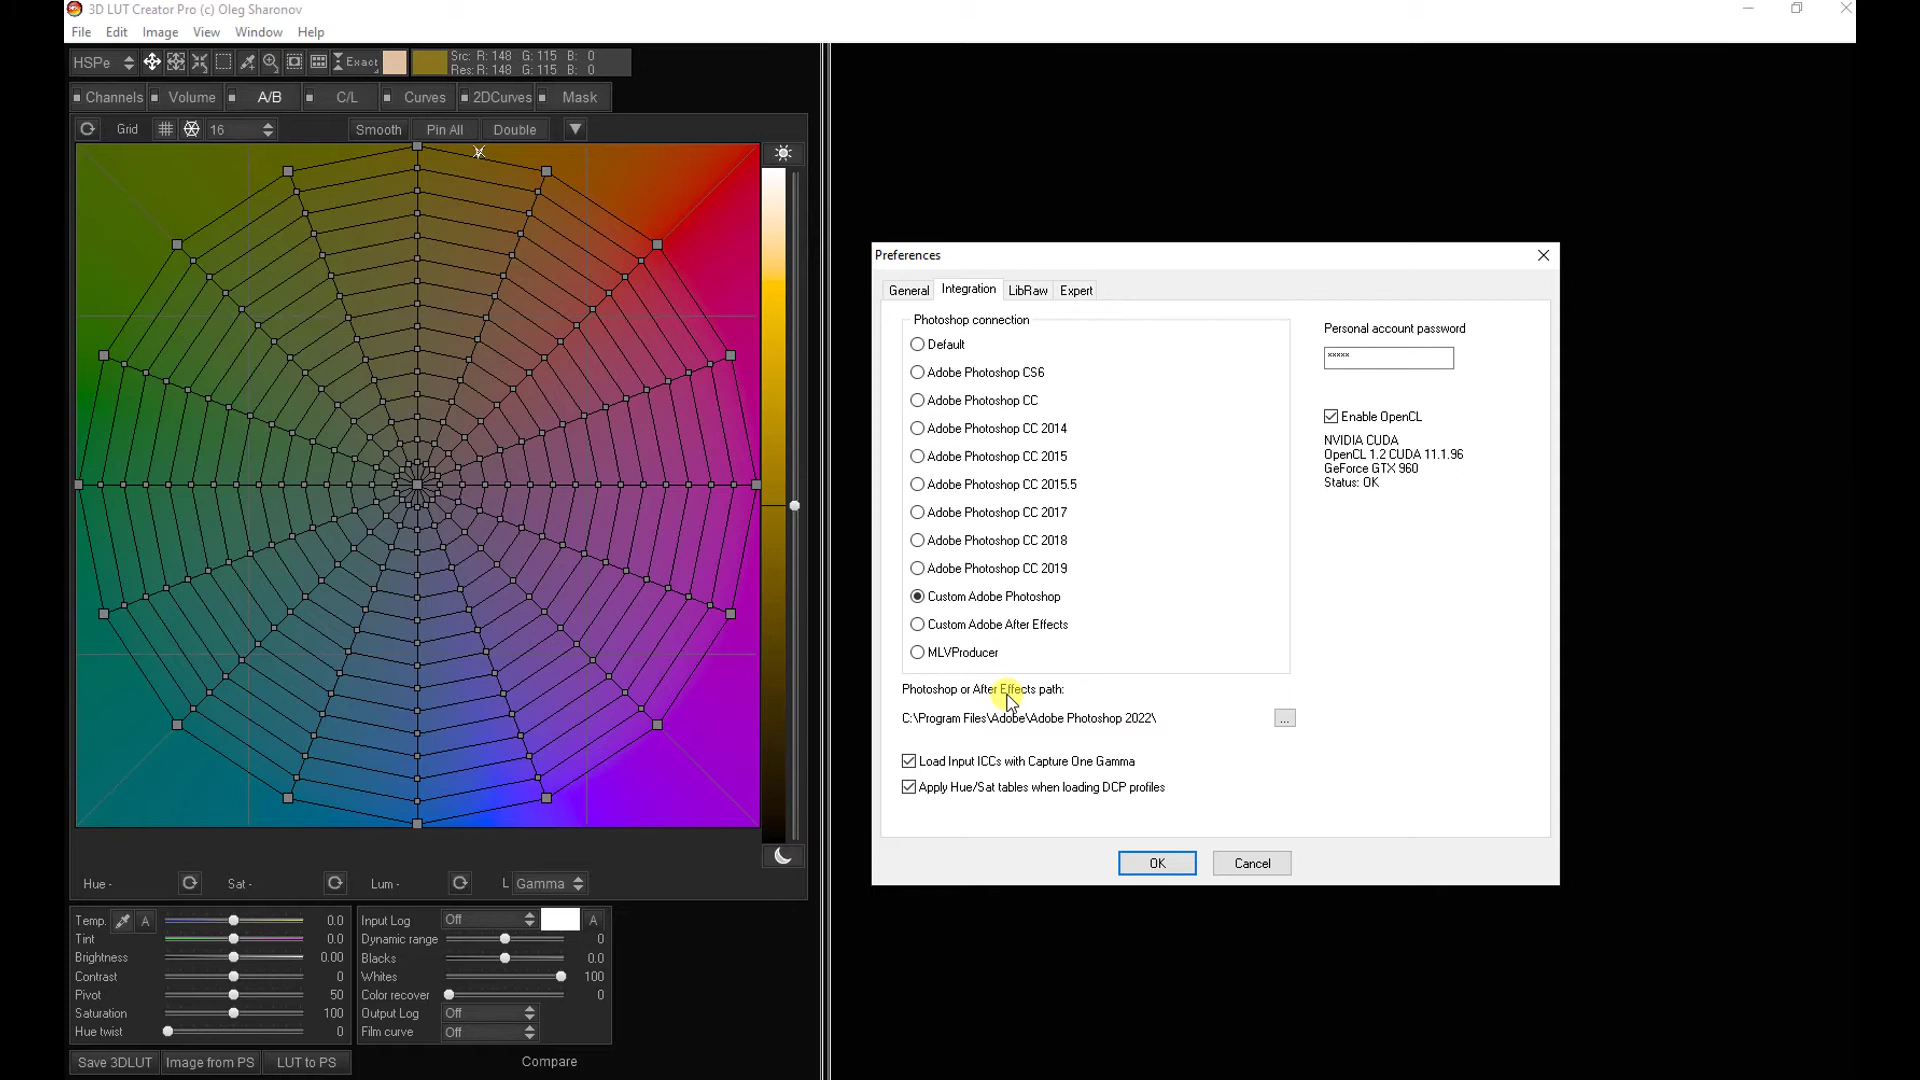 3D LUT Creator Pro (c) Oleg Sharonov
File Edit Image View Window Help
HSPe Exact Src: R: 148 G: 115 B: 0
Res: R: 148 G: 115 B: 0
Channels Volume A/B C/L Curves 2DCurves Mask
Grid 16 Smooth Pin All Double
Preferences
General Integration LibRaw Expert
Photoshop connection
Default
Adobe Photoshop CS6
Adobe Photoshop CC
Adobe Photoshop CC 2014
Adobe Photoshop CC 2015
Adobe Photoshop CC 2015.5
Adobe Photoshop CC 2017
Adobe Photoshop CC 2018
Adobe Photoshop CC 2019
Custom Adobe Photoshop
Custom Adobe After Effects
MLVProducer
Personal account password
*****
Enable OpenCL
NVIDIA CUDA
OpenCL 1.2 CUDA 11.1.96
GeForce GTX 960
Status: OK
Photoshop or After Effects path:
C:\Program Files\Adobe\Adobe Photoshop 2022\ ...
Load Input ICCs with Capture One Gamma
Apply Hue/Sat tables when loading DCP profiles
OK Cancel
Hue - Sat - Lum - L Gamma
Temp. A 0.0
Tint 0.0
Brightness 0.00
Contrast 0
Pivot 50
Saturation 100
Hue twist 0
Input Log Off A
Dynamic range 0
Blacks 0.0
Whites 100
Color recover 0
Output Log Off
Film curve Off
Save 3DLUT Image from PS LUT to PS Compare